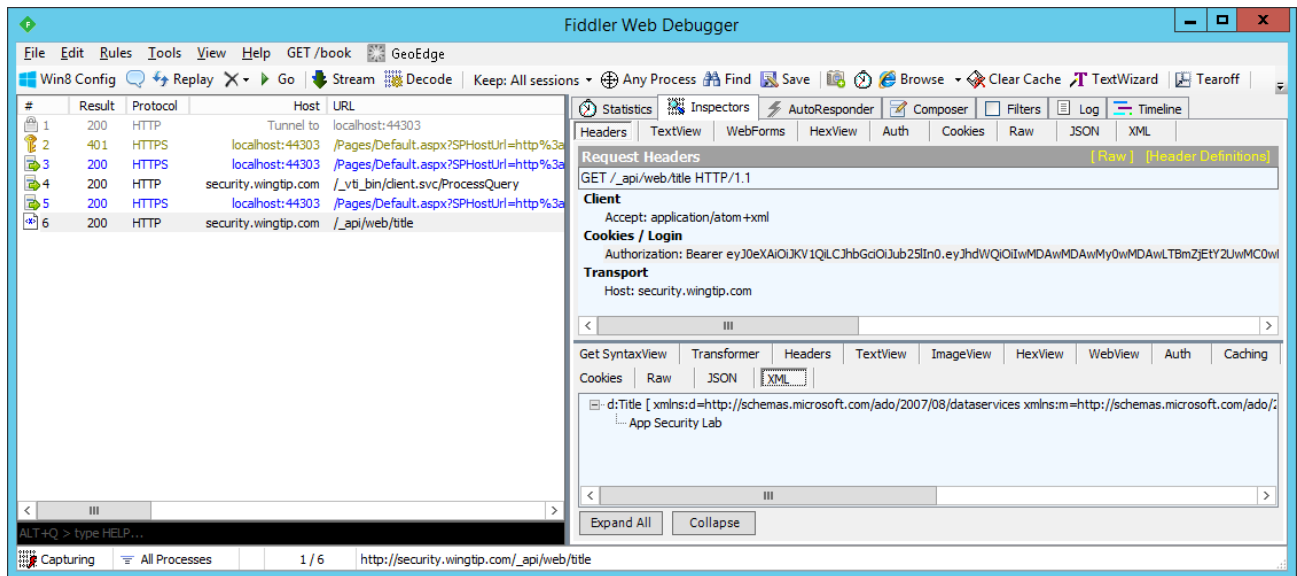 Fiddler Web Debugger
File Edit Rules Tools View Help GET /book GeoEdge
Win8 Config Replay Go Stream Decode Keep: All sessions Any Process Find Save Browse Clear Cache TextWizard Tearoff
# Result Protocol Host URL
1 200 HTTP Tunnel to localhost:44303
2 401 HTTPS localhost:44303 /Pages/Default.aspx?SPHostUrl=http%3a
3 200 HTTPS localhost:44303 /Pages/Default.aspx?SPHostUrl=http%3a
4 200 HTTP security.wingtip.com /_vti_bin/client.svc/ProcessQuery
5 200 HTTPS localhost:44303 /Pages/Default.aspx?SPHostUrl=http%3a
6 200 HTTP security.wingtip.com /_api/web/title
ALT+Q > type HELP...
Statistics Inspectors AutoResponder Composer Filters Log Timeline
Headers TextView WebForms HexView Auth Cookies Raw JSON XML
Request Headers [ Raw ] [Header Definitions]
GET /_api/web/title HTTP/1.1
Client
Accept: application/atom+xml
Cookies / Login
Authorization: Bearer eyJ0eXAiOiJKV1QiLCJhbGciOiJub25lIn0.eyJhdWQiOiIwMDAwMDAwMy0wMDAwLTBmZjEtY2UwMC0wI
Transport
Host: security.wingtip.com
Get SyntaxView Transformer Headers TextView ImageView HexView WebView Auth Caching
Cookies Raw JSON XML
d:Title [ xmlns:d=http://schemas.microsoft.com/ado/2007/08/dataservices xmlns:m=http://schemas.microsoft.com/ado/2
App Security Lab
Expand All Collapse
Capturing All Processes 1 / 6 http://security.wingtip.com/_api/web/title